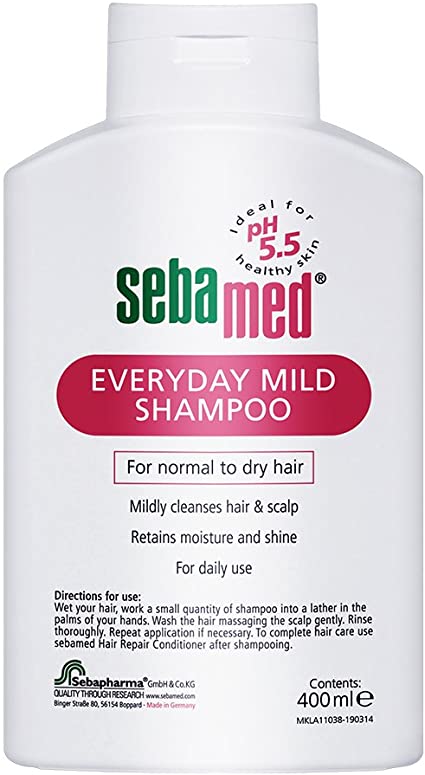 Ideal for
pH
5.5
healthy skin
sebamed®
EVERYDAY MILD
SHAMPOO
For normal to dry hair
Mildly cleanses hair & scalp
Retains moisture and shine
For daily use
Directions for use:
Wet your hair, work a small quantity of shampoo into a lather in the
palms of your hands. Wash the hair massaging the scalp gently. Rinse
thoroughly. Repeat application if necessary. To complete hair care use
sebamed Hair Repair Conditioner after shampooing.
Sebapharma® GmbH & Co.KG
QUALITY THROUGH RESEARCH www.sebamed.com
Binger Straße 80, 56154 Boppard - Made in Germany
Contents:
400ml℮
MKLA11038-190314